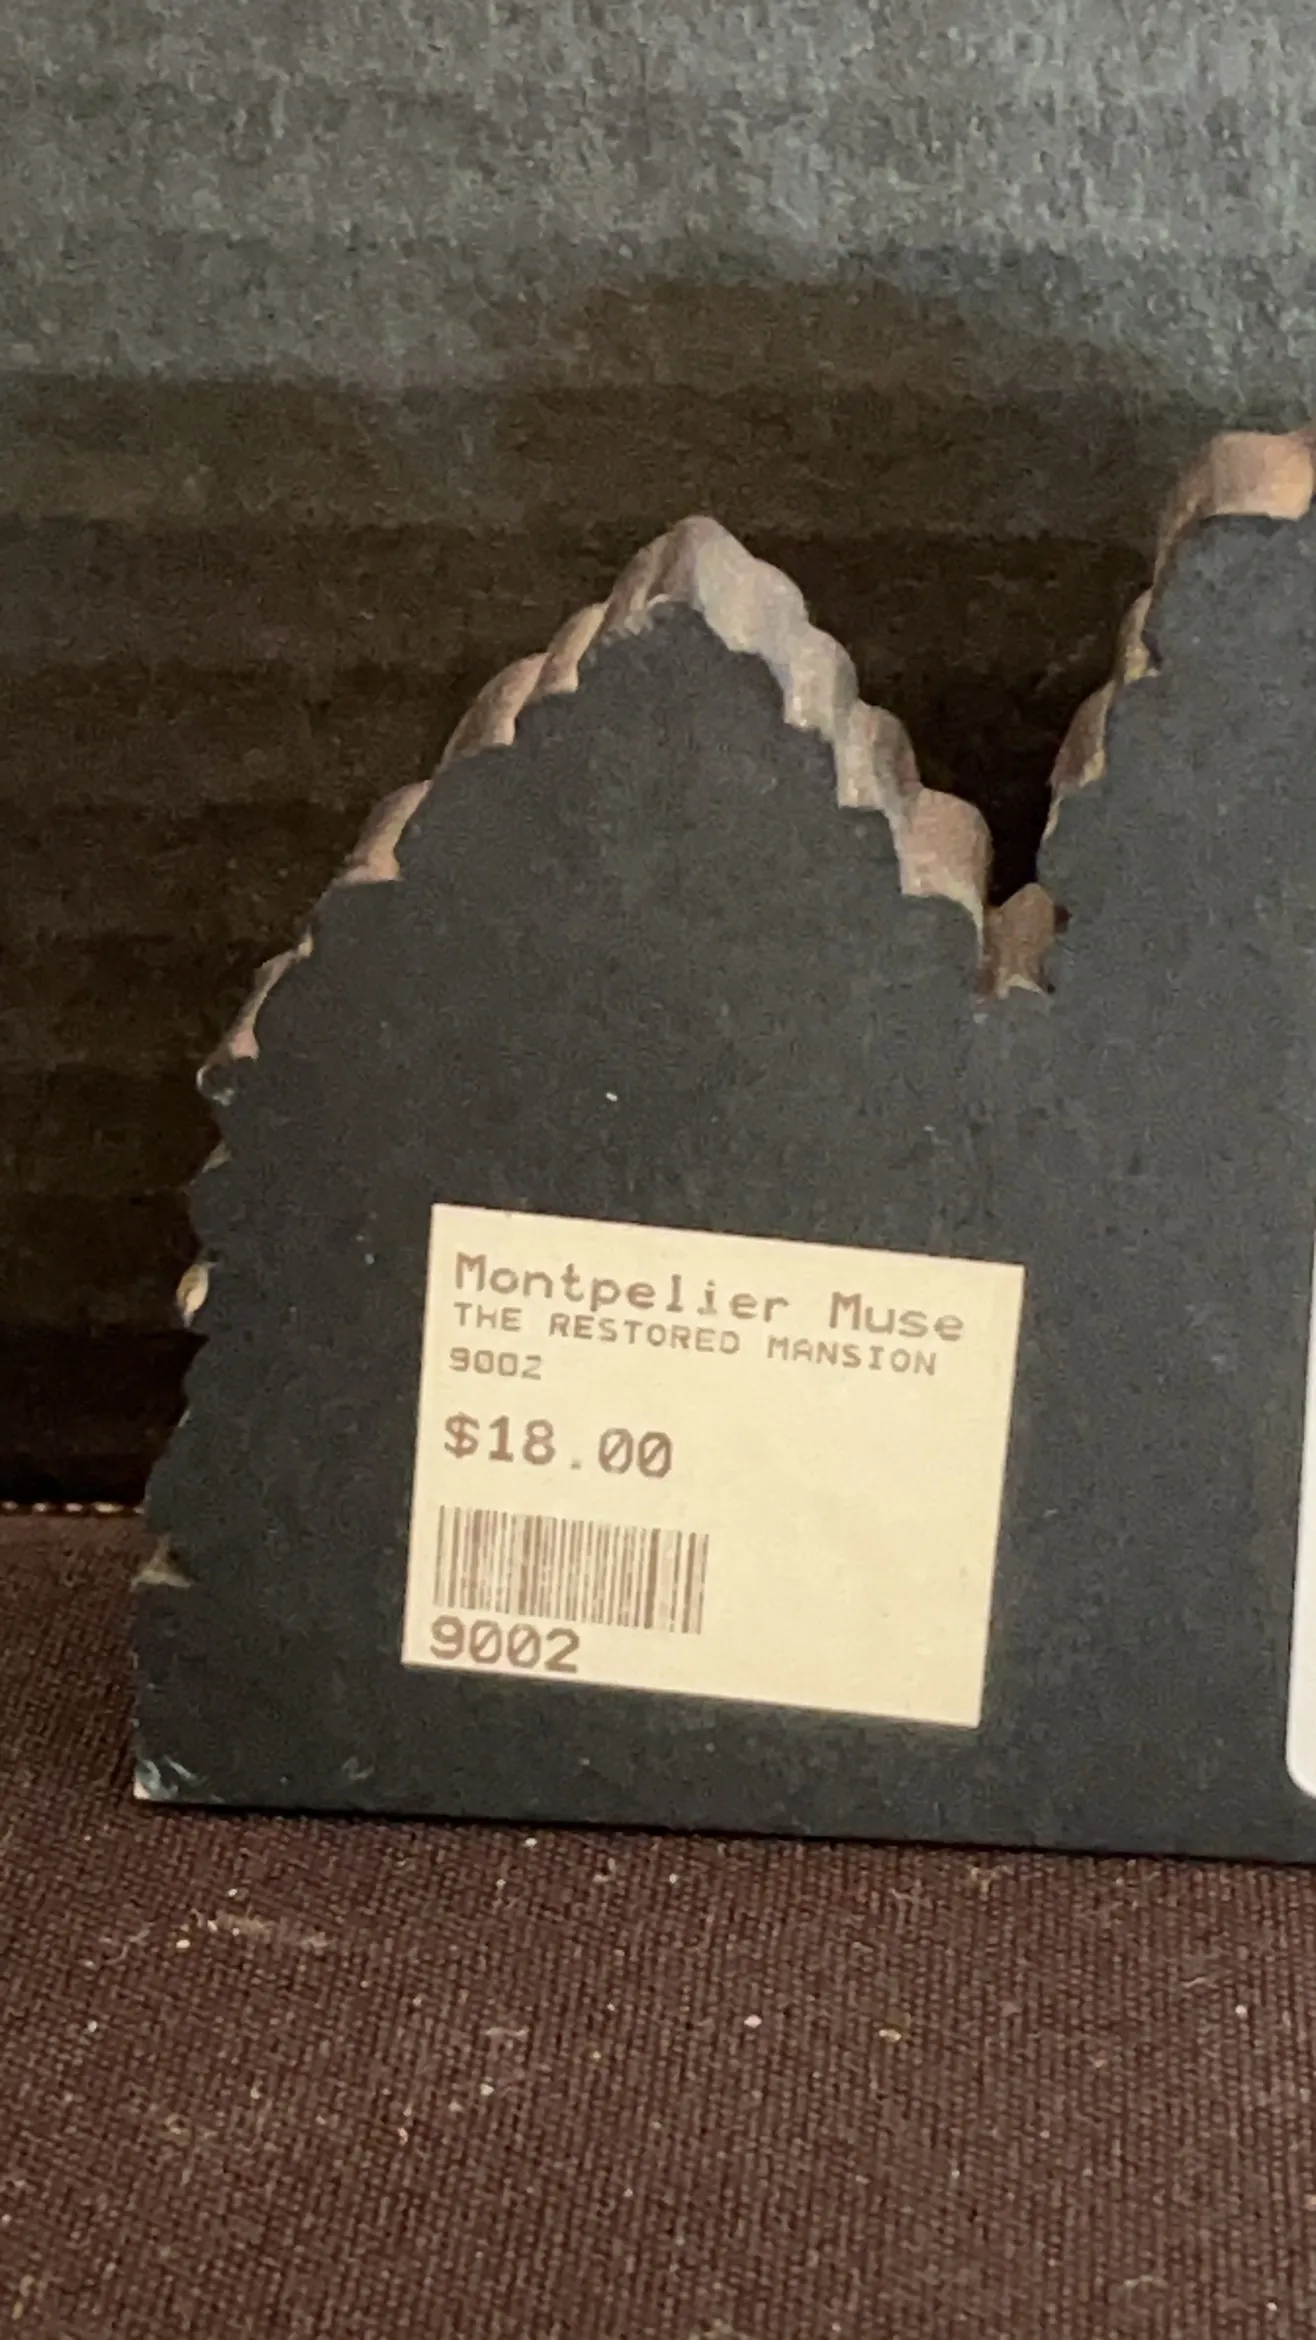 Montpelier Muse
THE RESTORED MANSION
9002
$18.00
9002